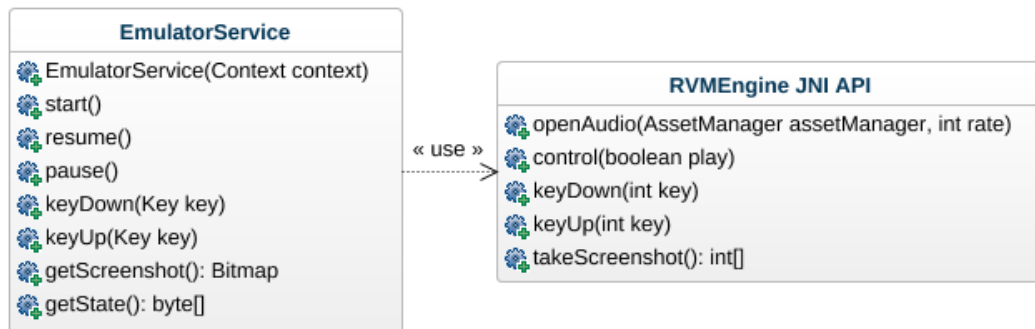 EmulatorService
EmulatorService(Context context)
start()
resume()
pause()
keyDown(Key key)
keyUp(Key key)
getScreenshot(): Bitmap
getState(): byte[]
« use »
RVMEngine JNI API
openAudio(AssetManager assetManager, int rate)
control(boolean play)
keyDown(int key)
keyUp(int key)
takeScreenshot(): int[]